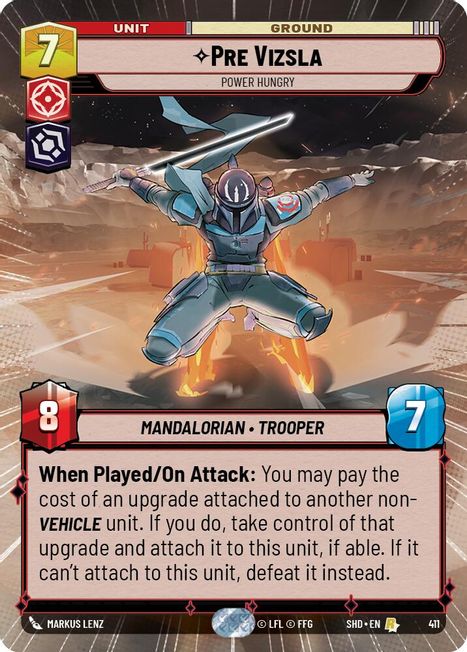 UNIT
GROUND
7
✧PRE VIZSLA
POWER HUNGRY
8
MANDALORIAN • TROOPER
7
When Played/On Attack: You may pay the
cost of an upgrade attached to another non-
VEHICLE unit. If you do, take control of that
upgrade and attach it to this unit, if able. If it
can't attach to this unit, defeat it instead.
MARKUS LENZ
© LFL © FFG
SHD • EN
411